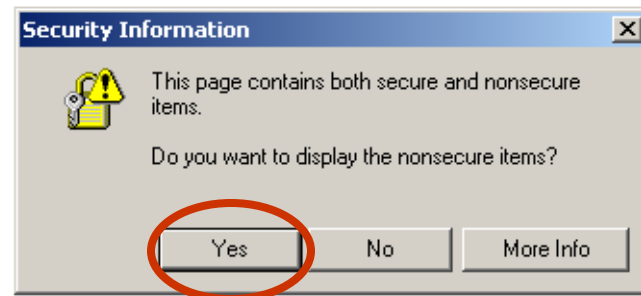 Security Information
This page contains both secure and nonsecure
items.
Do you want to display the nonsecure items?
Yes No More Info